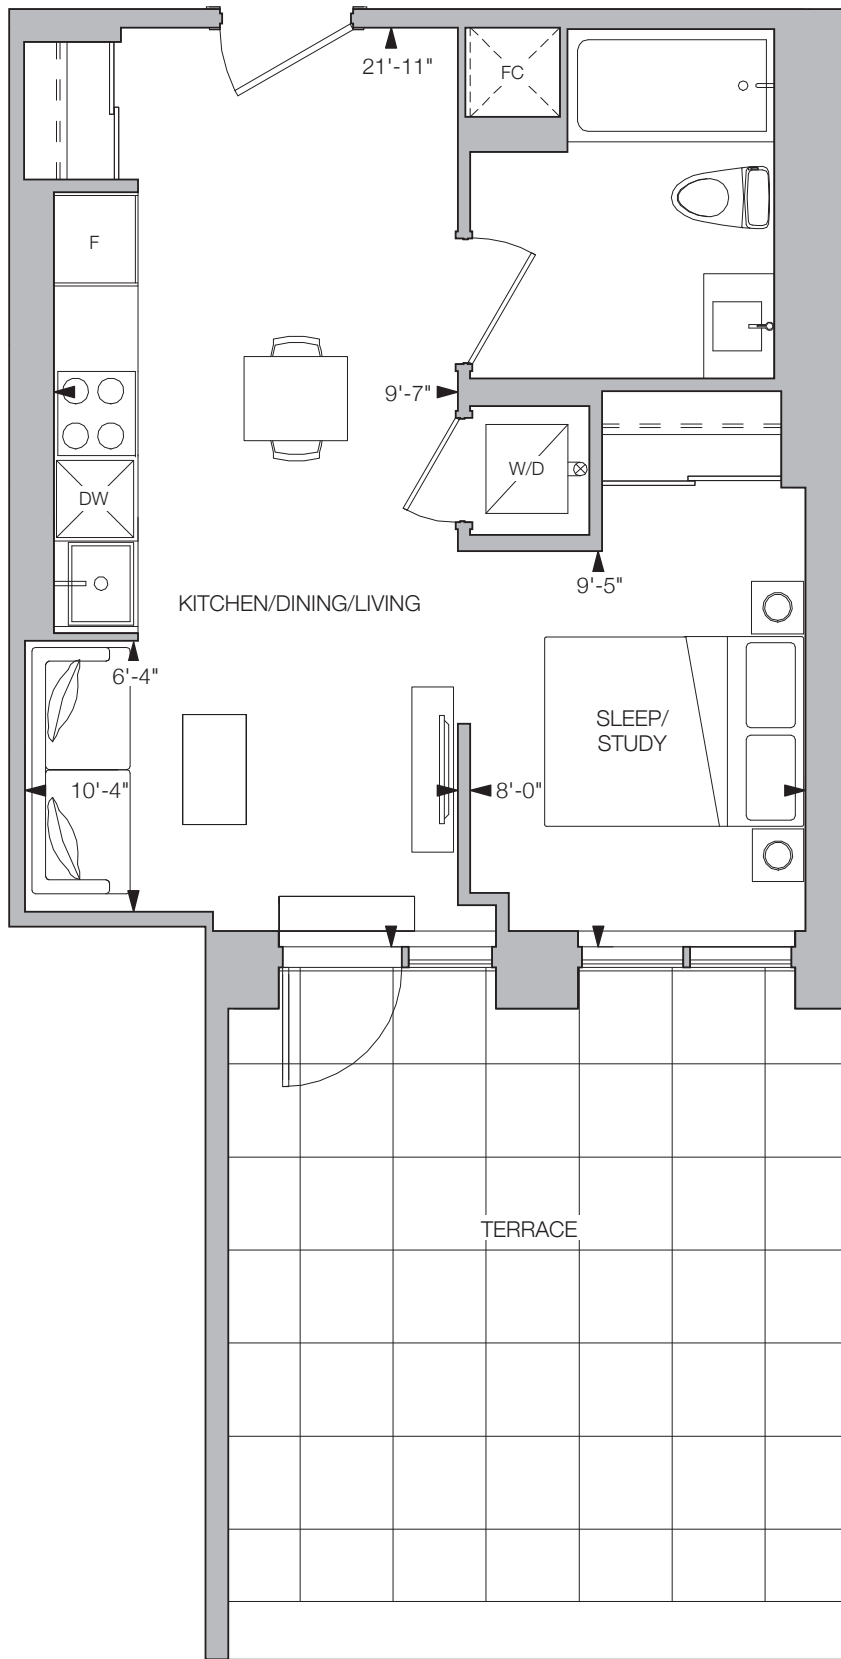 21'-11"
FC
F
9'-7"
W/D
DW
9'-5"
KITCHEN/DINING/LIVING
6'-4"
SLEEP/
STUDY
10'-4"
8'-0"
TERRACE